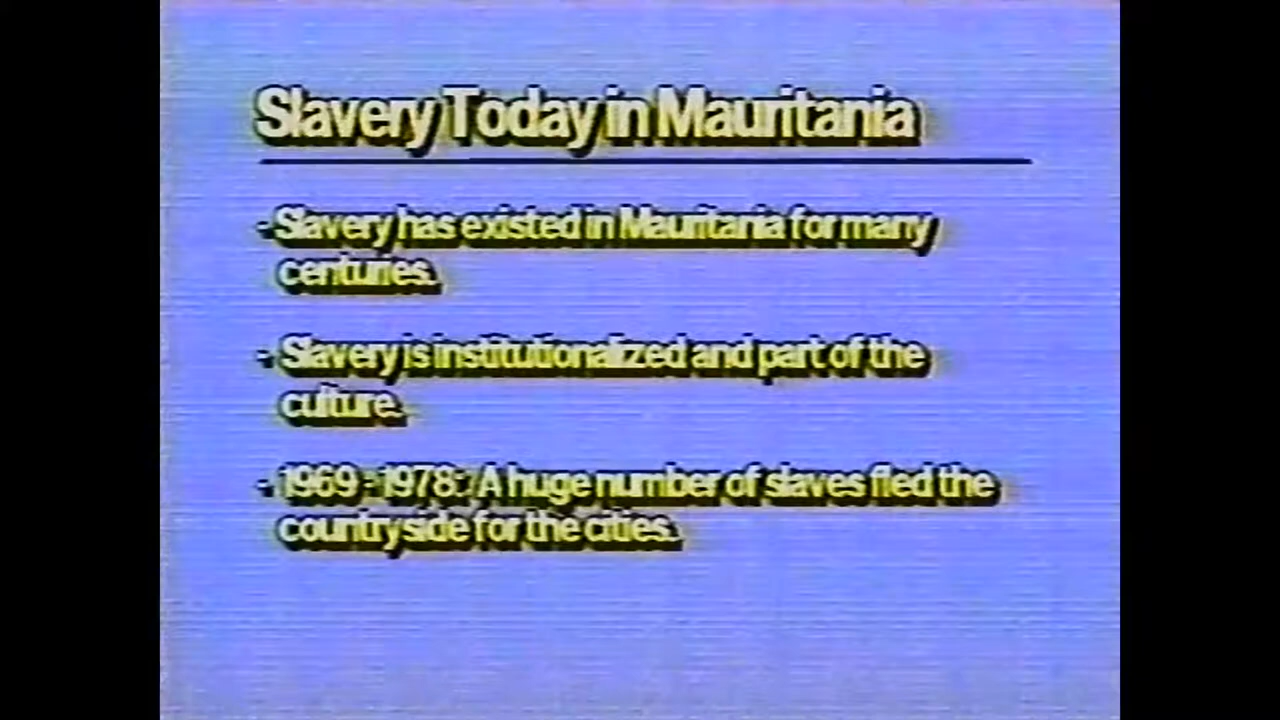 Slavery Today in Mauritania
- Slavery has existed in Mauritania for many
centuries.
- Slavery is institutionalized and part of the
culture.
- 1969 - 1978: A huge number of slaves fled the
countryside for the cities.